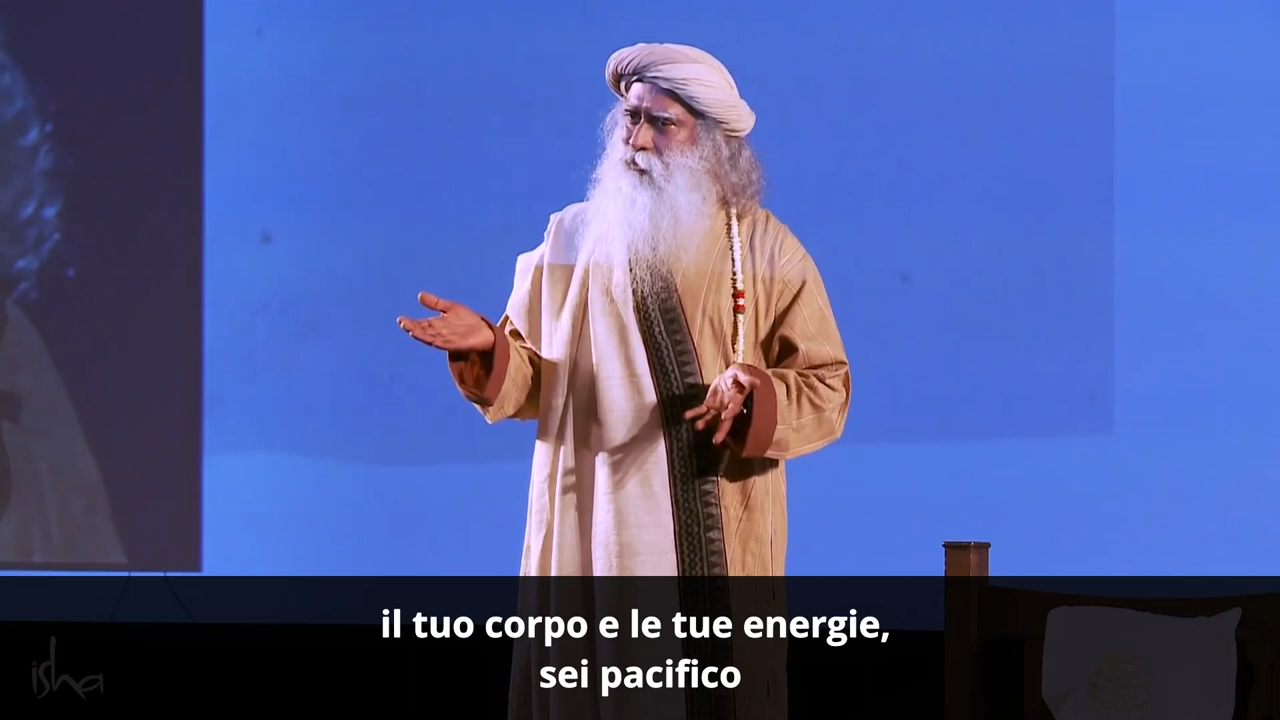 il tuo corpo e le tue energie,
sei pacifico
isha